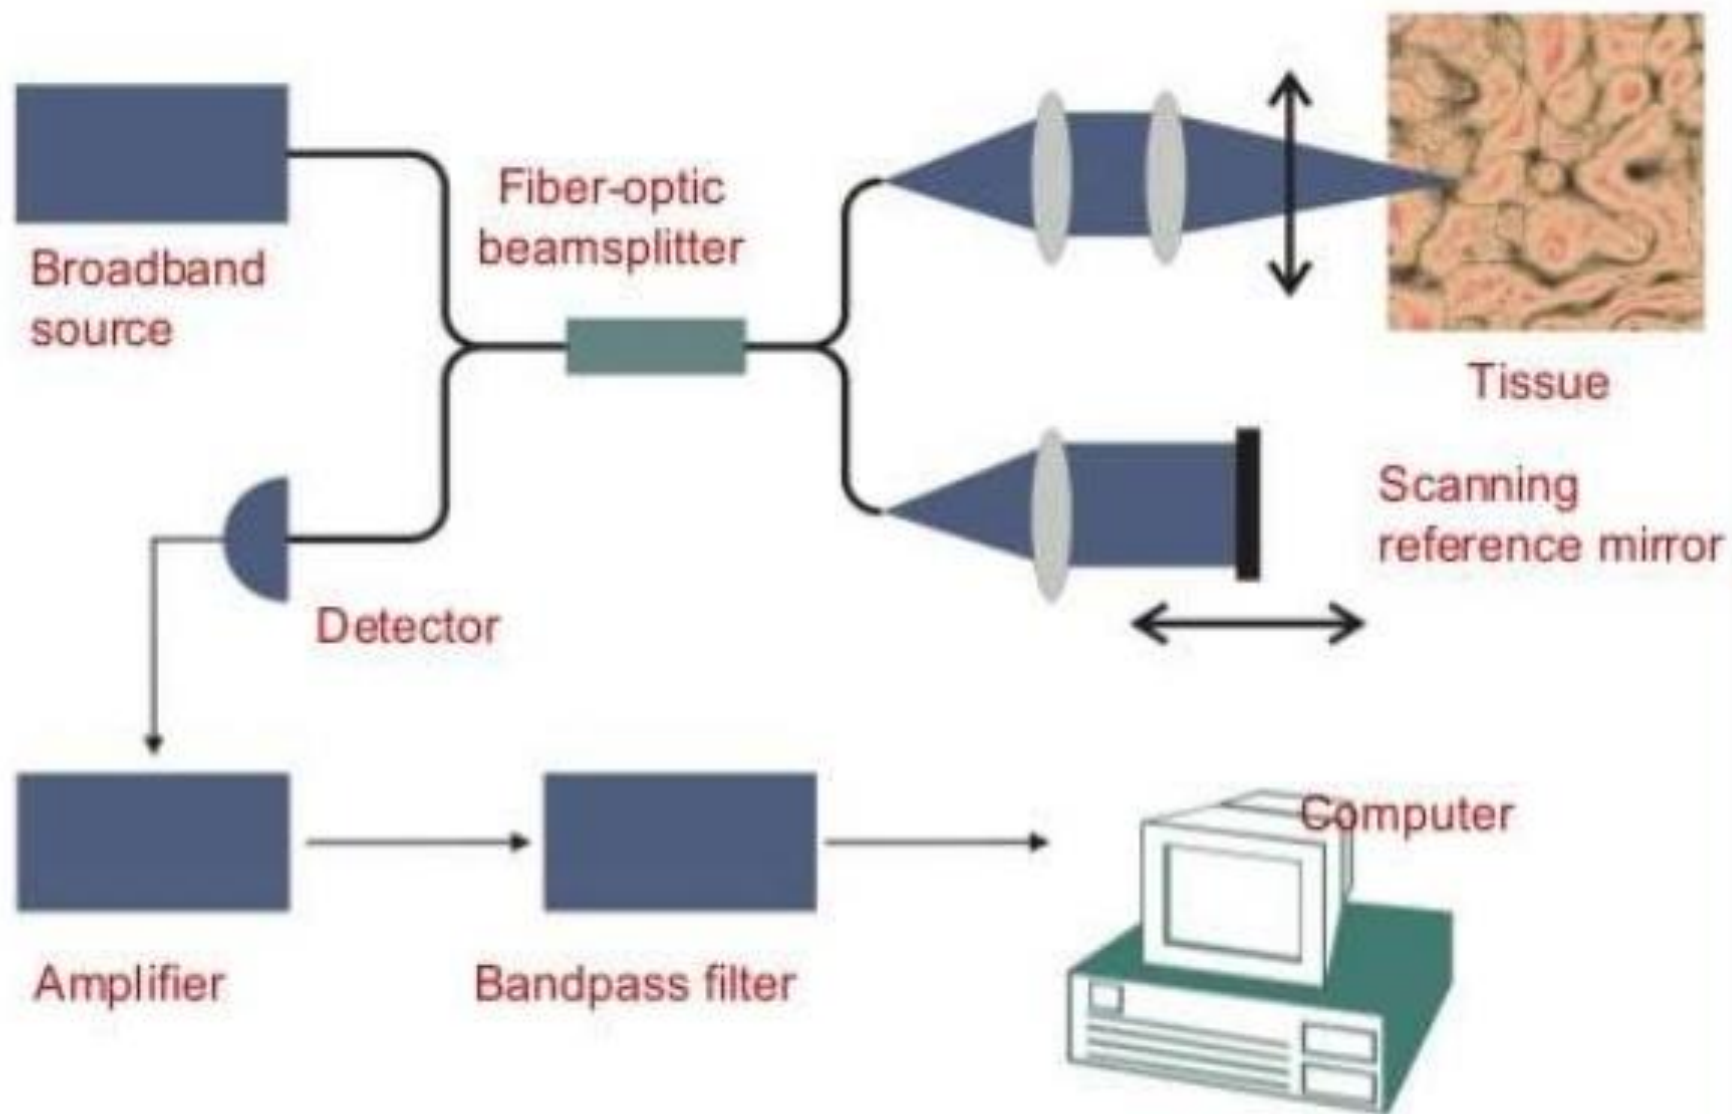 Broadband
source
Fiber-optic
beamsplitter
Tissue
Scanning
reference mirror
Detector
Computer
Amplifier
Bandpass filter